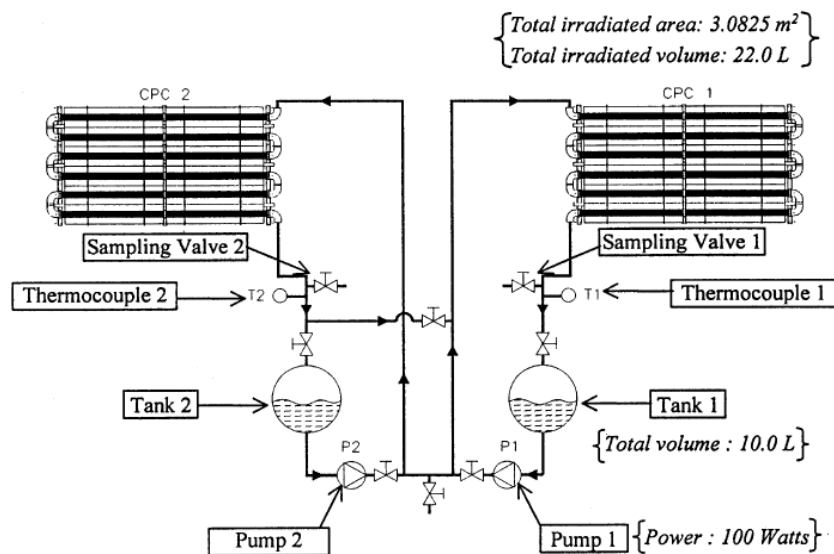 Total irradiated area: 3.0825 m²
Total irradiated volume: 22.0 L
CPC 2
CPC 1
Sampling Valve 2
Sampling Valve 1
Thermocouple 2
T2
T1
Thermocouple 1
Tank 2
Tank 1
Total volume : 10.0 L
P2
P1
Pump 2
Pump 1
Power : 100 Watts